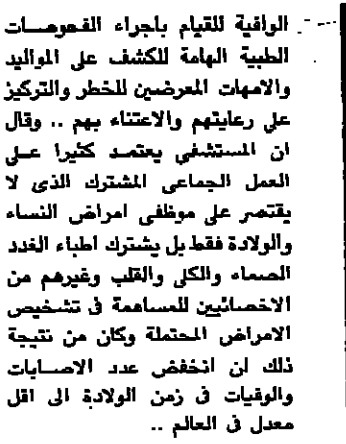 الوافية للقيام باجراء الفحوصات
الطبية الهامة للكشف على المواليد
والامهات المعرضين للخطر والتركيز
على رعايتهم والاعتناء بهم .. وقال
ان المستشفى يعتمد كثيرا على
العمل الجماعى المشترك الذى لا
يقتصر على موظفى امراض النساء
والولادة فقط بل يشترك اطباء الغدد
الصماء والكلى والقلب وغيرهم من
الاخصائيين للمساهمة فى تشخيص
الامراض المحتملة وكان من نتيجة
ذلك ان انخفض عدد الاصابات
والوفيات فى زمن الولادة الى اقل
معدل فى العالم ..